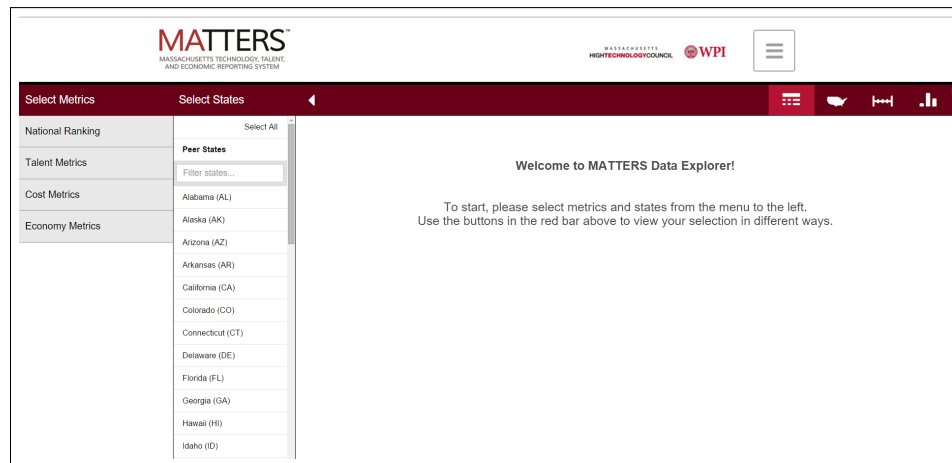 MATTERS™
MASSACHUSETTS TECHNOLOGY, TALENT,
AND ECONOMIC REPORTING SYSTEM
MASSACHUSETTS
HIGHTECHNOLOGYCOUNCIL
WPI
Select Metrics
Select States
National Ranking
Talent Metrics
Cost Metrics
Economy Metrics
Select All
Peer States
Filter states...
Alabama (AL)
Alaska (AK)
Arizona (AZ)
Arkansas (AR)
California (CA)
Colorado (CO)
Connecticut (CT)
Delaware (DE)
Florida (FL)
Georgia (GA)
Hawaii (HI)
Idaho (ID)
Welcome to MATTERS Data Explorer!
To start, please select metrics and states from the menu to the left.
Use the buttons in the red bar above to view your selection in different ways.